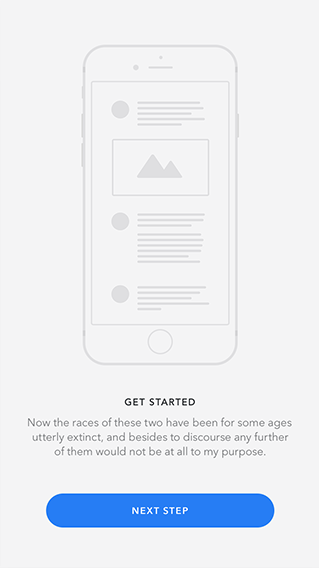 GET STARTED
Now the races of these two have been for some ages
utterly extinct, and besides to discourse any further
of them would not be at all to my purpose.
NEXT STEP